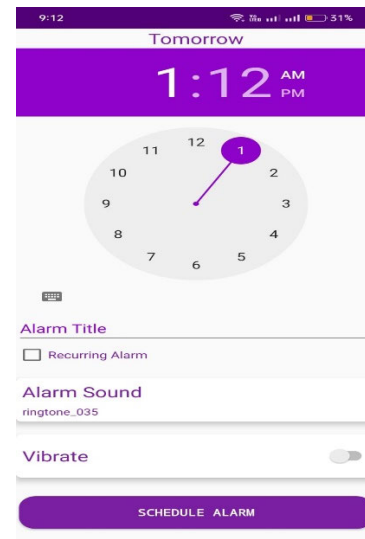 9:12 31%
Tomorrow
1:12 AM
PM
12
11 1
10 2
9 3
8 4
7 5
6
Alarm Title
Recurring Alarm
Alarm Sound
ringtone_035
Vibrate
SCHEDULE ALARM